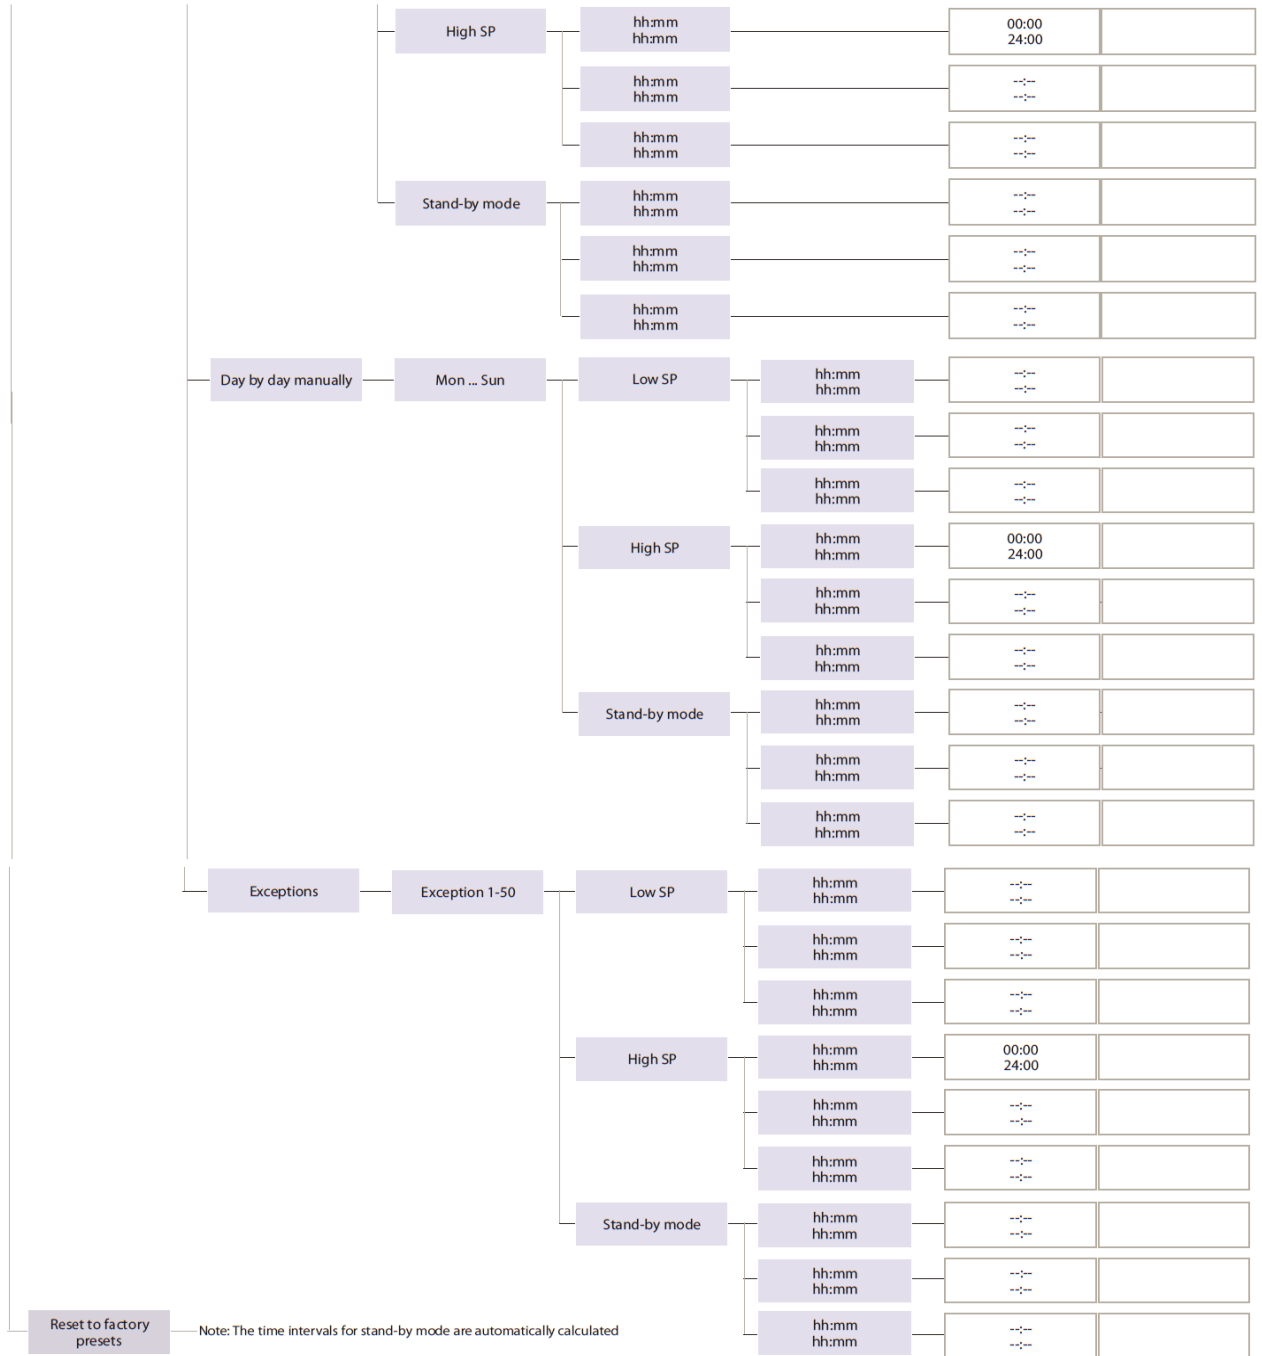 High SP
hh:mm
hh:mm
00:00
24:00
hh:mm
hh:mm
--:--
--:--
hh:mm
hh:mm
--:--
--:--
Stand-by mode
hh:mm
hh:mm
--:--
--:--
hh:mm
hh:mm
--:--
--:--
hh:mm
hh:mm
--:--
--:--
Day by day manually
Mon ... Sun
Low SP
hh:mm
hh:mm
--:--
--:--
hh:mm
hh:mm
--:--
--:--
hh:mm
hh:mm
--:--
--:--
High SP
hh:mm
hh:mm
00:00
24:00
hh:mm
hh:mm
--:--
--:--
hh:mm
hh:mm
--:--
--:--
Stand-by mode
hh:mm
hh:mm
--:--
--:--
hh:mm
hh:mm
--:--
--:--
hh:mm
hh:mm
--:--
--:--
Exceptions
Exception 1-50
Low SP
hh:mm
hh:mm
--:--
--:--
hh:mm
hh:mm
--:--
--:--
hh:mm
hh:mm
--:--
--:--
High SP
hh:mm
hh:mm
00:00
24:00
hh:mm
hh:mm
--:--
--:--
hh:mm
hh:mm
--:--
--:--
Stand-by mode
hh:mm
hh:mm
--:--
--:--
hh:mm
hh:mm
--:--
--:--
hh:mm
hh:mm
--:--
--:--
Reset to factory
presets
Note: The time intervals for stand-by mode are automatically calculated